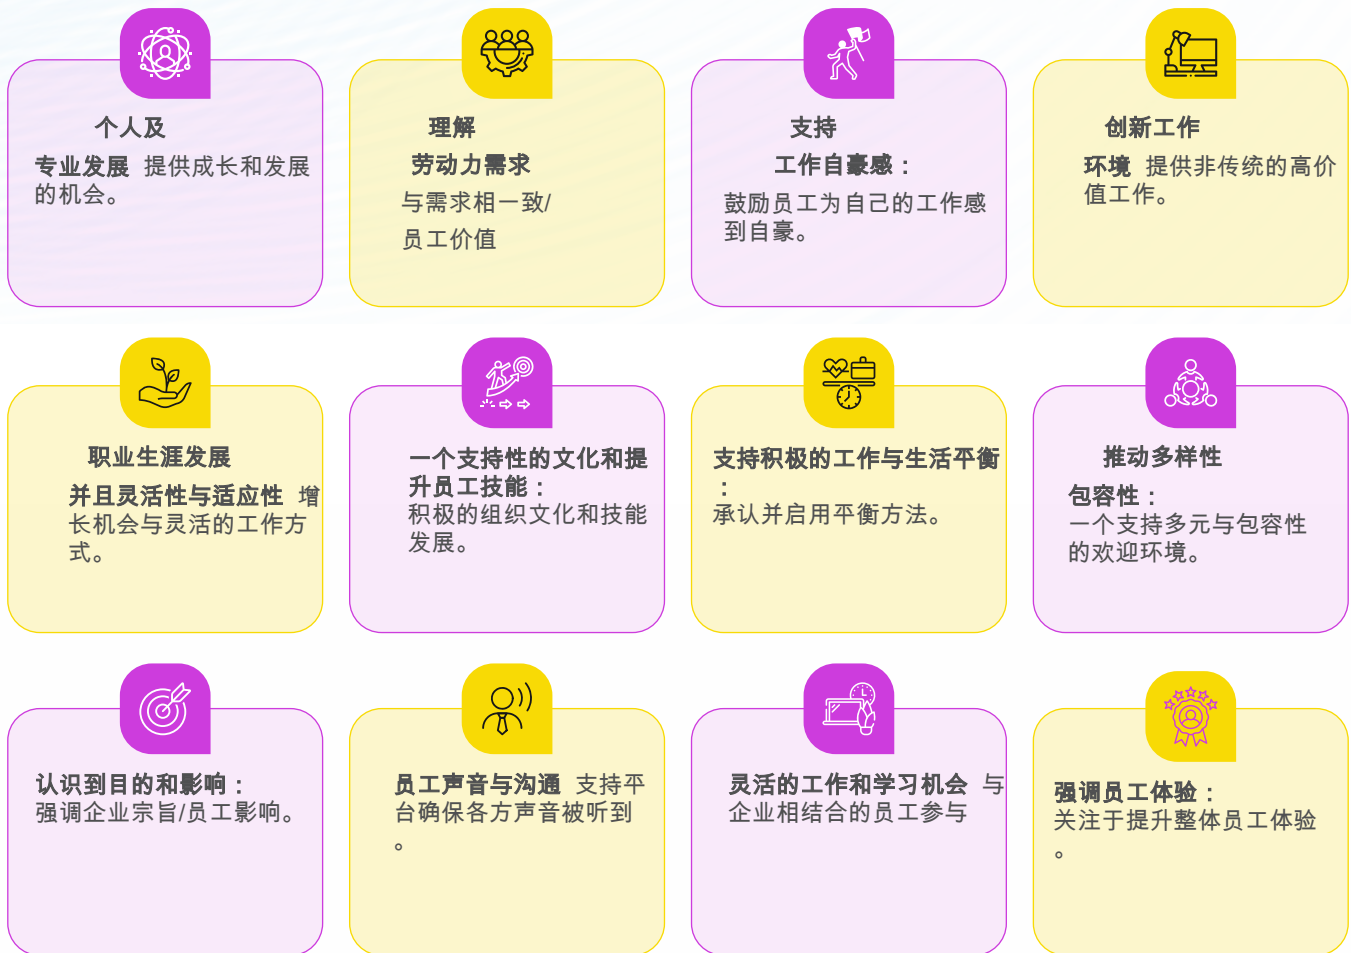 个人及
专业发展 提供成长和发展
的机会。
理解
劳动力需求
与需求相一致/
员工价值
支持
工作自豪感：
鼓励员工为自己的工作感
到自豪。
创新工作
环境 提供非传统的高价
值工作。
职业生涯发展
并且灵活性与适应性 增
长机会与灵活的工作方
式。
一个支持性的文化和提
升员工技能：
积极的组织文化和技能
发展。
支持积极的工作与生活平衡
：
承认并启用平衡方法。
推动多样性
包容性：
一个支持多元与包容性
的欢迎环境。
认识到目的和影响：
强调企业宗旨/员工影响。
员工声音与沟通 支持平
台确保各方声音被听到
。
灵活的工作和学习机会 与
企业相结合的员工参与
强调员工体验：
关注于提升整体员工体验
。